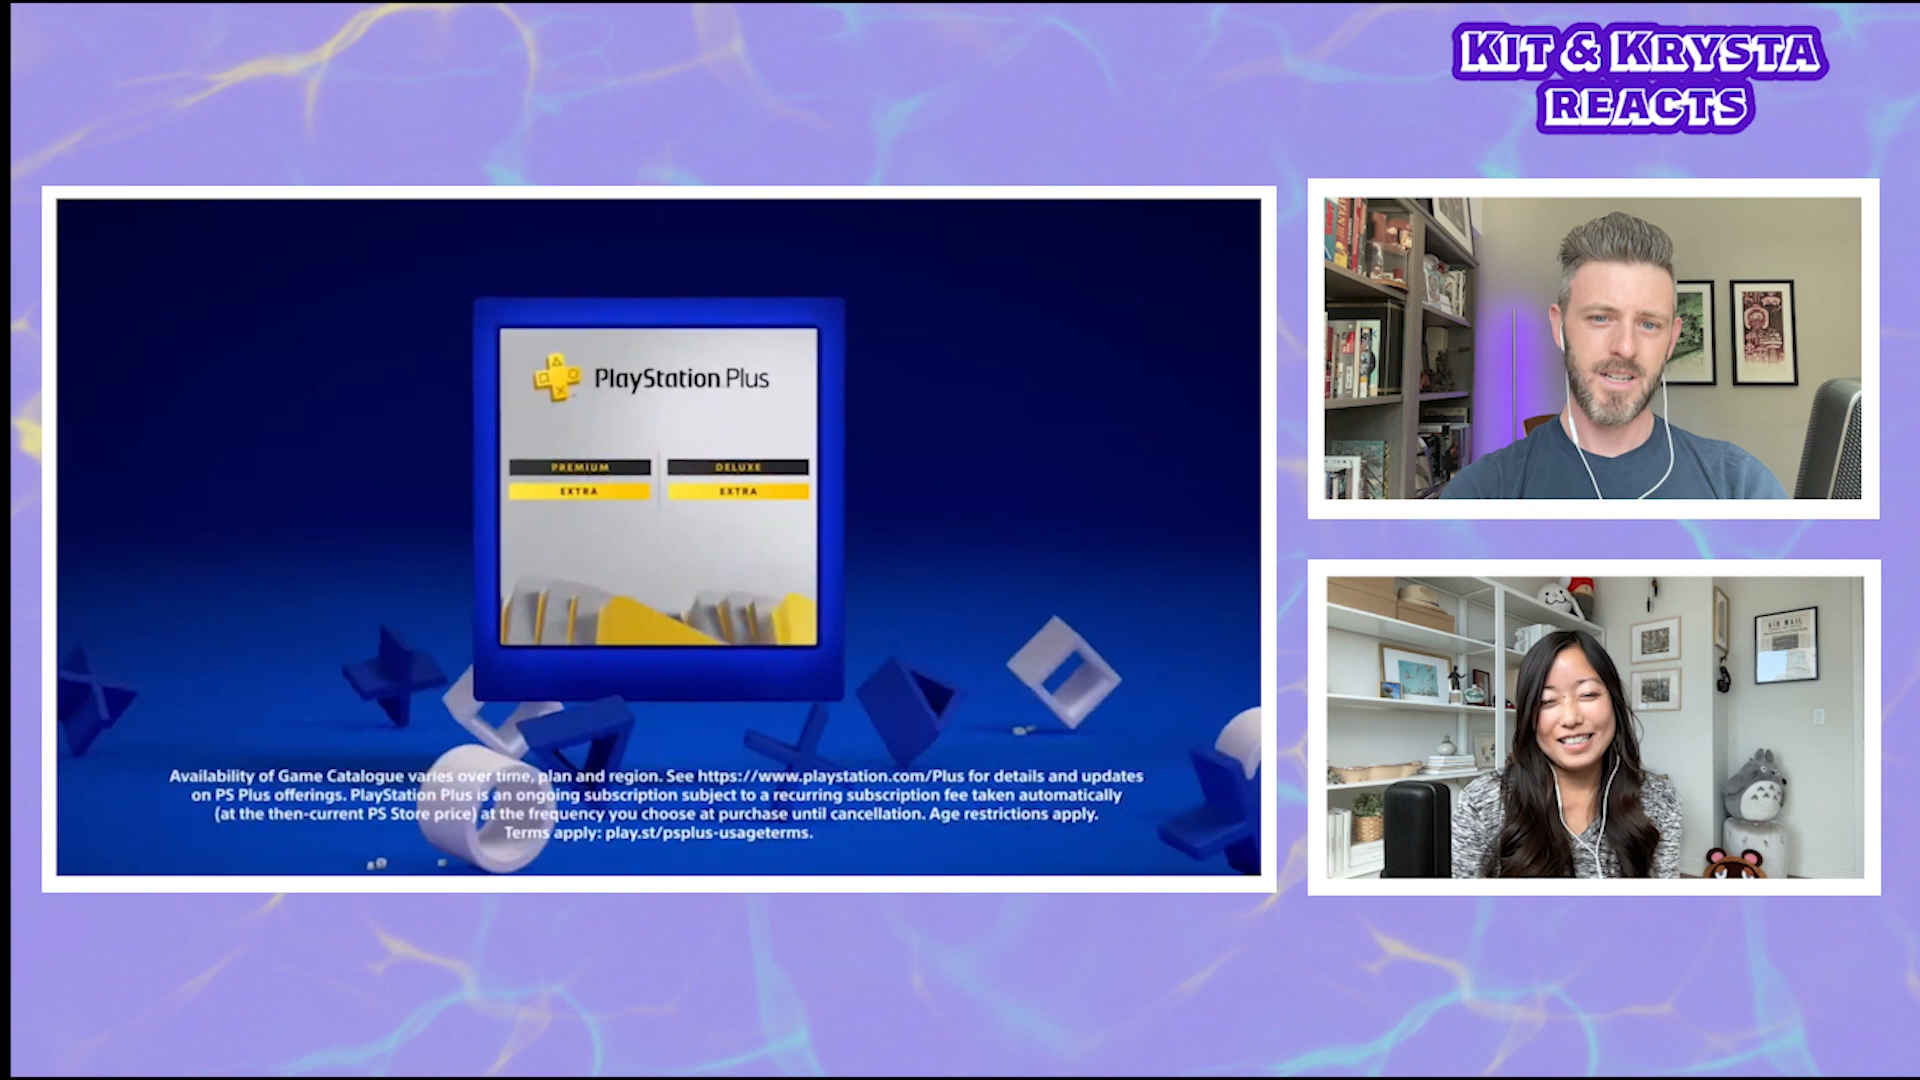 KIT & KRYSTA
REACTS
PlayStation Plus
PREMIUM
DELUXE
EXTRA
EXTRA
Availability of Game Catalogue varies over time, plan and region. See https://www.playstation.com/Plus for details and updates
on PS Plus offerings. PlayStation Plus is an ongoing subscription subject to a recurring subscription fee taken automatically
(at the then-current PS Store price) at the frequency you choose at purchase until cancellation. Age restrictions apply.
Terms apply: play.st/psplus-usageterms.
AIR MAIL